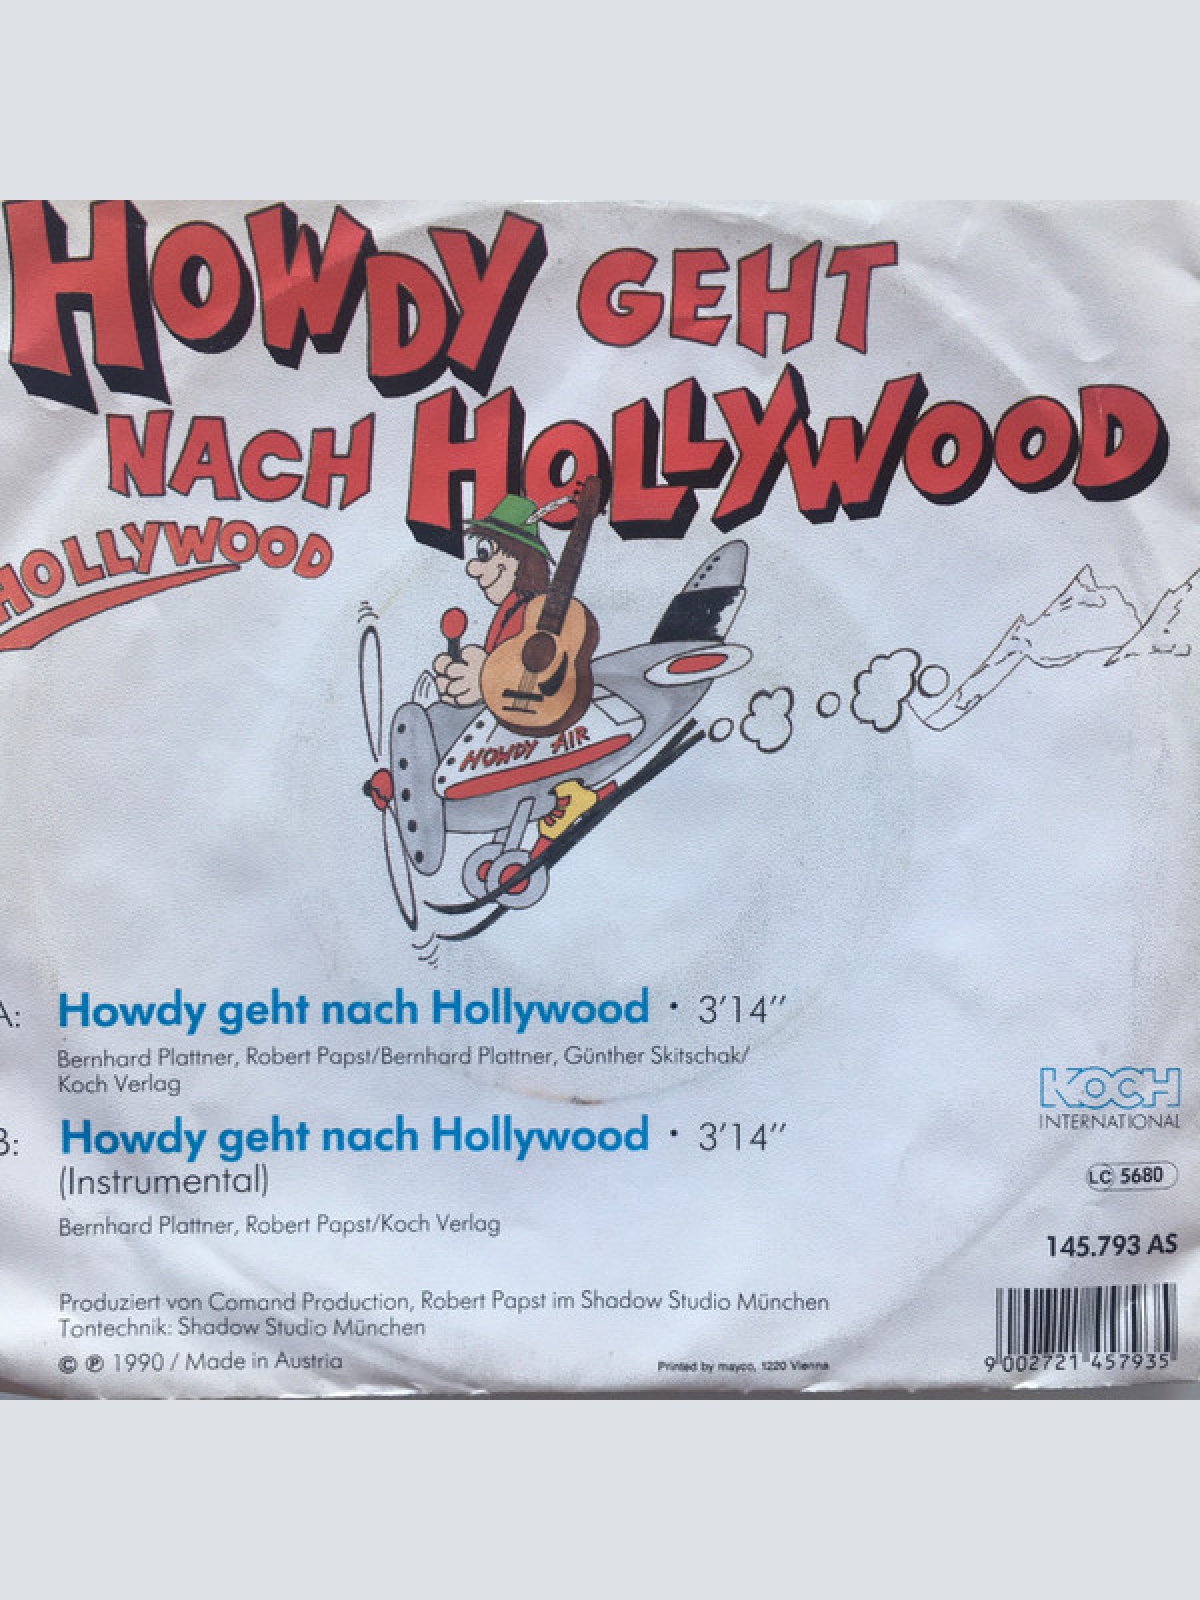 HOWDY GEHT
NACH HOLLYWOOD
HOLLYWOOD
HOWDY AIR
A: Howdy geht nach Hollywood · 3'14''
Bernhard Plattner, Robert Papst/Bernhard Plattner, Günther Skitschak/
Koch Verlag
B: Howdy geht nach Hollywood · 3'14''
(Instrumental)
Bernhard Plattner, Robert Papst/Koch Verlag
KOCH
INTERNATIONAL
LC 5680
145.793 AS
Produziert von Comand Production, Robert Papst im Shadow Studio München
Tontechnik: Shadow Studio München
© ℗ 1990 / Made in Austria
Printed by mayco, 1220 Vienna
9 002721 457935